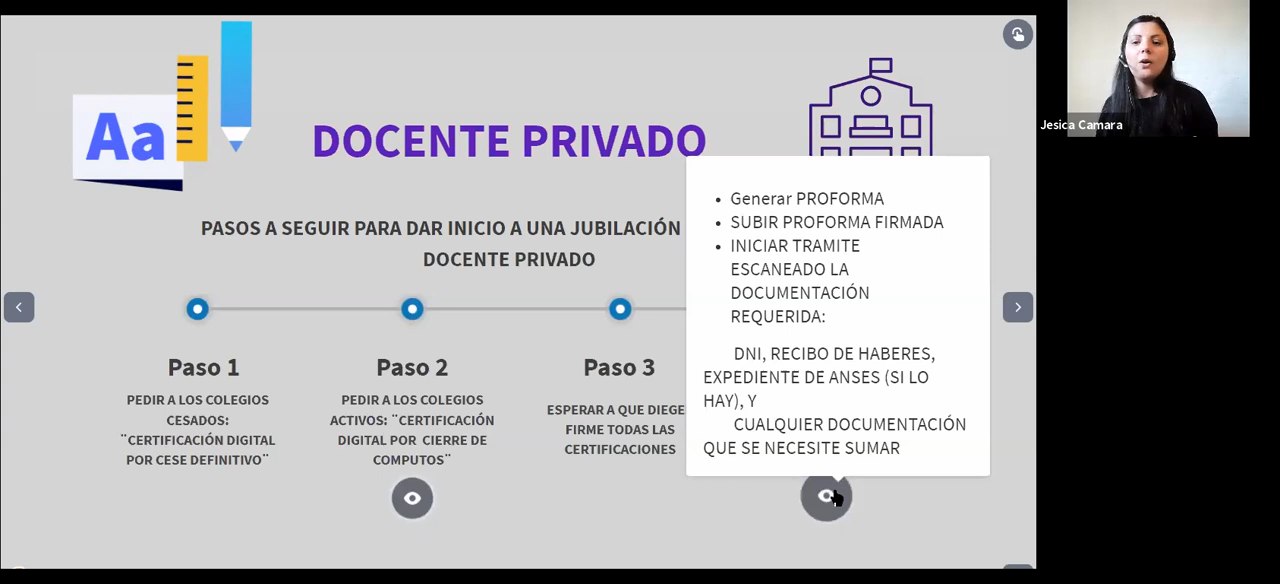 Aa
DOCENTE PRIVADO
PASOS A SEGUIR PARA DAR INICIO A UNA JUBILACIÓN
DOCENTE PRIVADO
Paso 1
PEDIR A LOS COLEGIOS
CESADOS:
¨CERTIFICACIÓN DIGITAL
POR CESE DEFINITIVO¨
Paso 2
PEDIR A LOS COLEGIOS
ACTIVOS: ¨CERTIFICACIÓN
DIGITAL POR CIERRE DE
COMPUTOS¨
Paso 3
ESPERAR A QUE DIEGE
FIRME TODAS LAS
CERTIFICACIONES
Generar PROFORMA
SUBIR PROFORMA FIRMADA
INICIAR TRAMITE
ESCANEADO LA
DOCUMENTACIÓN
REQUERIDA:
DNI, RECIBO DE HABERES,
EXPEDIENTE DE ANSES (SI LO
HAY), Y
CUALQUIER DOCUMENTACIÓN
QUE SE NECESITE SUMAR
Jesica Camara